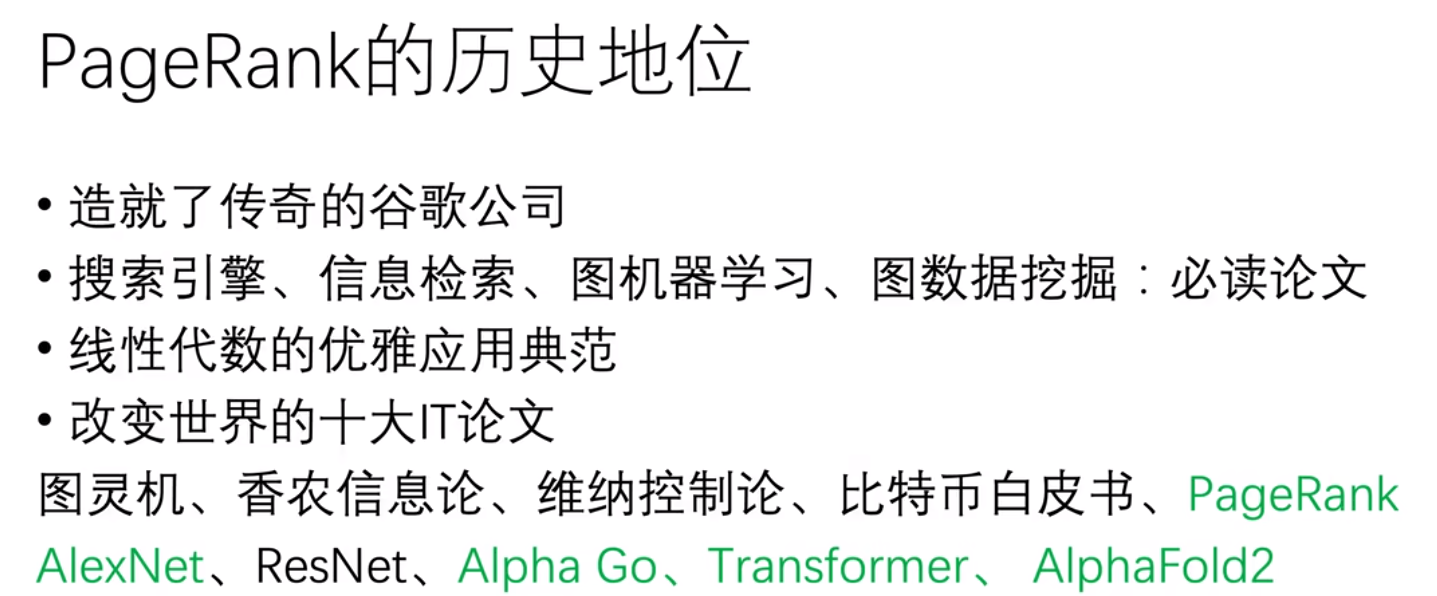 PageRank的历史地位
• 造就了传奇的谷歌公司
• 搜索引擎、信息检索、图机器学习、图数据挖掘：必读论文
• 线性代数的优雅应用典范
• 改变世界的十大IT论文
图灵机、香农信息论、维纳控制论、比特币白皮书、PageRank
AlexNet、ResNet、Alpha Go、Transformer、 AlphaFold2